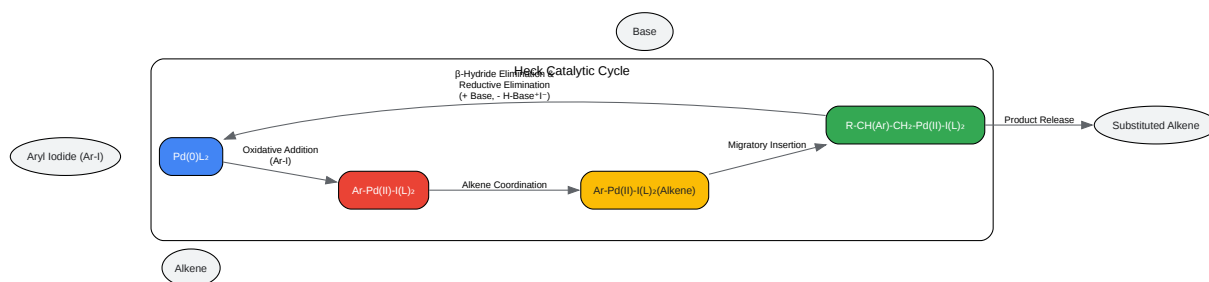 Base
Heck Catalytic Cycle
β-Hydride Elimination &
Reductive Elimination
(+ Base, - H-Base⁺I⁻)
R-CH(Ar)-CH₂-Pd(II)-I(L)₂
Product Release
Substituted Alkene
Aryl Iodide (Ar-I)
Pd(0)L₂
Oxidative Addition
(Ar-I)
Migratory Insertion
Ar-Pd(II)-I(L)₂
Alkene Coordination
Ar-Pd(II)-I(L)₂(Alkene)
Alkene